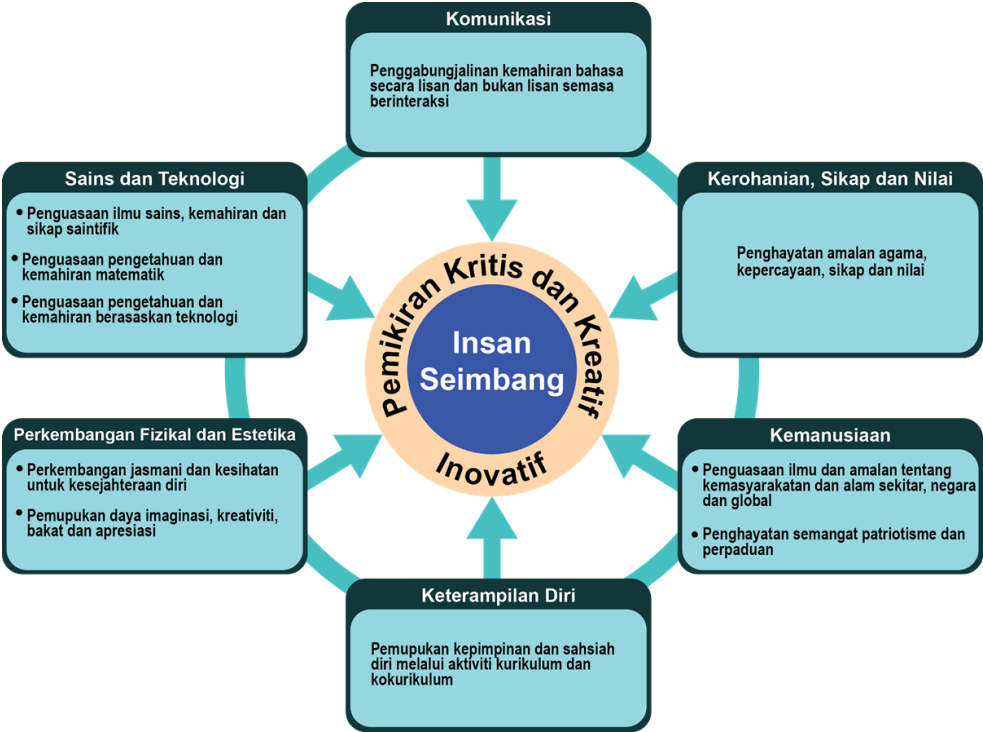 Komunikasi
Penggabungjalinan kemahiran bahasa
secara lisan dan bukan lisan semasa
berinteraksi
Sains dan Teknologi
• Penguasaan ilmu sains, kemahiran dan
sikap saintifik
• Penguasaan pengetahuan dan
kemahiran matematik
• Penguasaan pengetahuan dan
kemahiran berasaskan teknologi
Kerohanian, Sikap dan Nilai
Penghayatan amalan agama,
kepercayaan, sikap dan nilai
Pemikiran Kritis dan Kreatif
Insan
Seimbang
Inovatif
Perkembangan Fizikal dan Estetika
• Perkembangan jasmani dan kesihatan
untuk kesejahteraan diri
• Pemupukan daya imaginasi, kreativiti,
bakat dan apresiasi
Kemanusiaan
• Penguasaan ilmu dan amalan tentang
kemasyarakatan dan alam sekitar, negara
dan global
• Penghayatan semangat patriotisme dan
perpaduan
Keterampilan Diri
Pemupukan kepimpinan dan sahsiah
diri melalui aktiviti kurikulum dan
kokurikulum